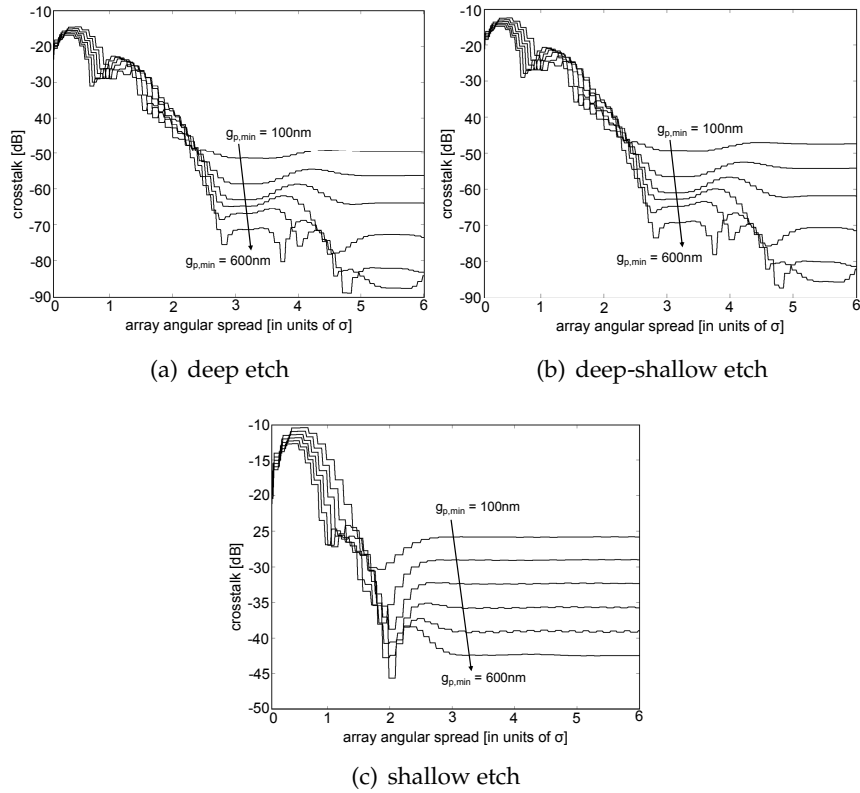 -10
-20
-30
-40
-50
-60
-70
-80
-90
crosstalk [dB]
g_p,min = 100nm
g_p,min = 600nm
0 1 2 3 4 5 6
array angular spread [in units of σ]
(a) deep etch
-10
-20
-30
-40
-50
-60
-70
-80
-90
crosstalk [dB]
g_p,min = 100nm
g_p,min = 600nm
0 1 2 3 4 5 6
array angular spread [in units of σ]
(b) deep-shallow etch
-10
-15
-20
-25
-30
-35
-40
-45
-50
crosstalk [dB]
g_p,min = 100nm
g_p,min = 600nm
0 1 2 3 4 5 6
array angular spread [in units of σ]
(c) shallow etch